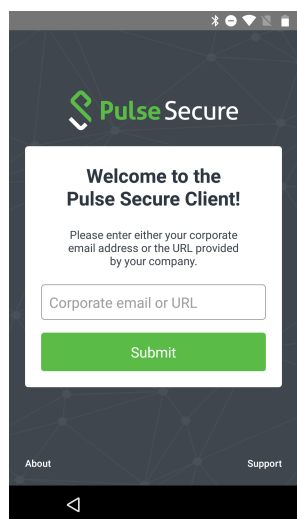 Pulse Secure
Welcome to the
Pulse Secure Client!
Please enter either your corporate
email address or the URL provided
by your company.
Corporate email or URL
Submit
About
Support